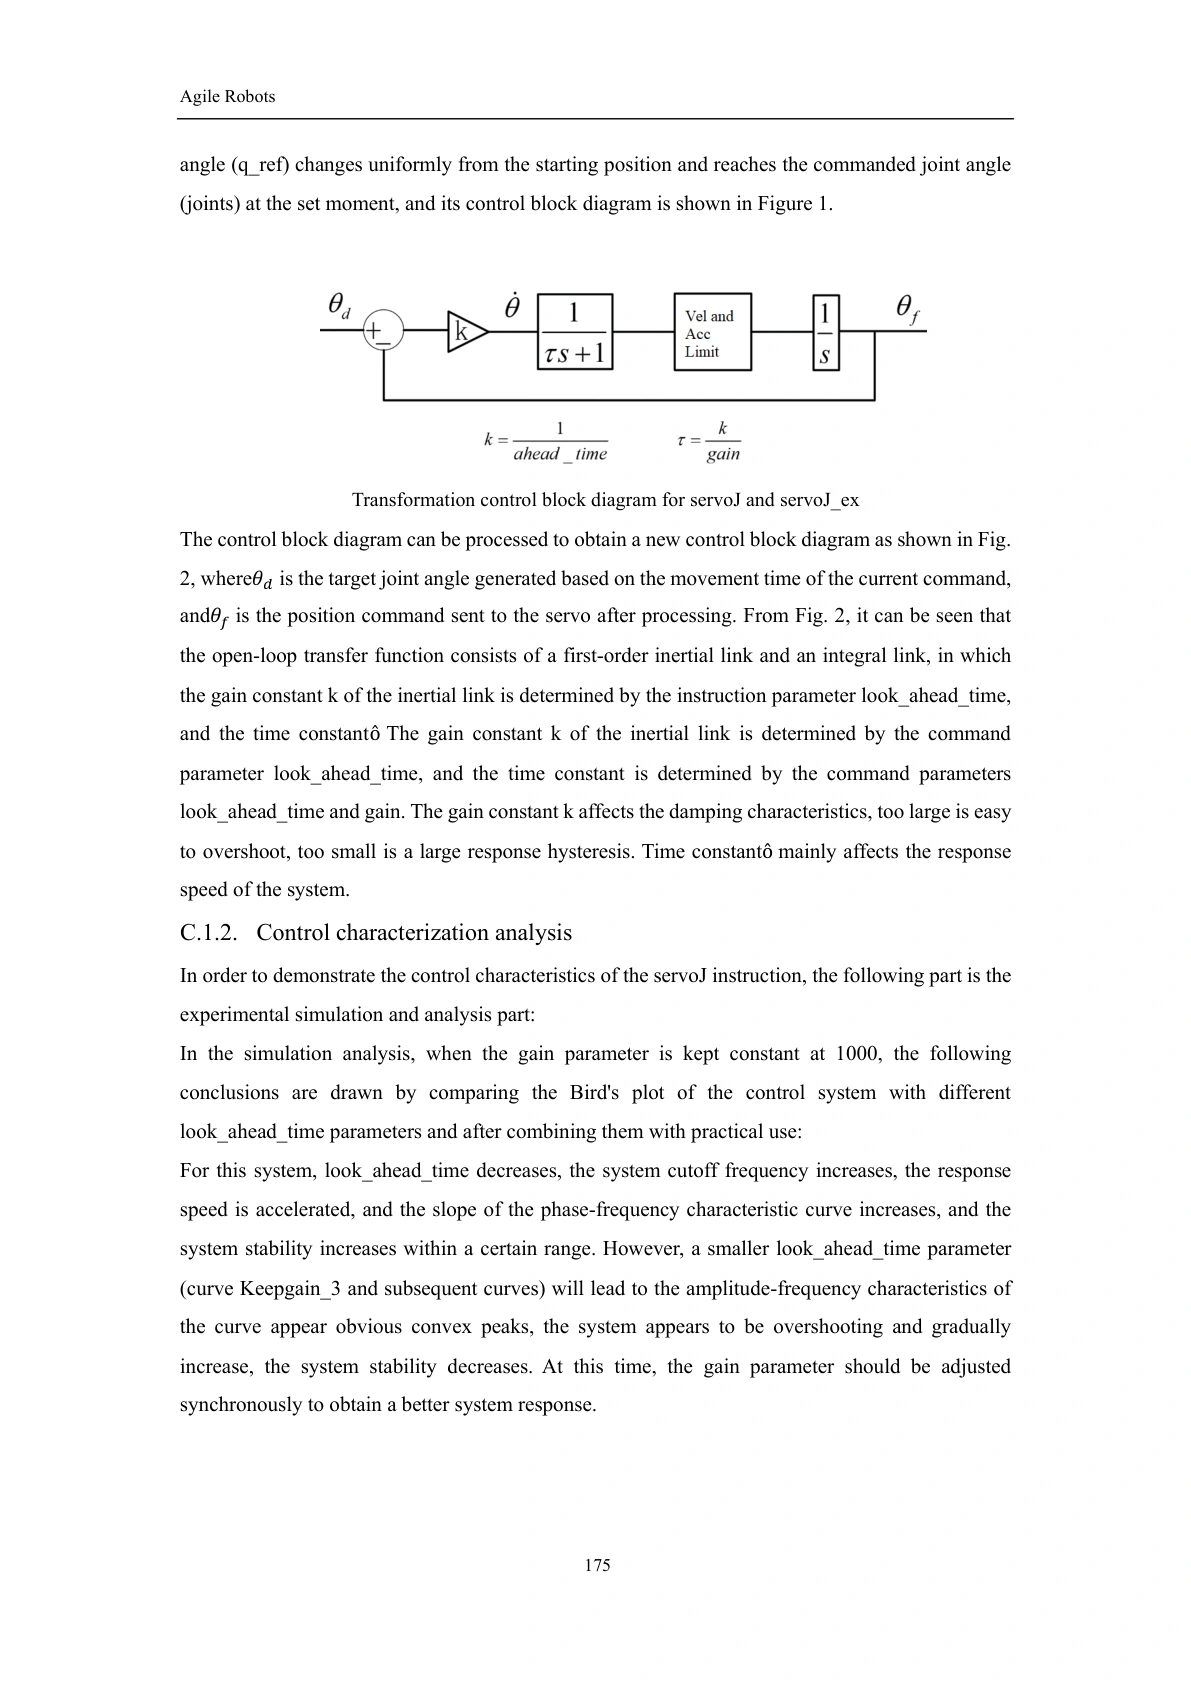 Agile Robots
angle (q_ref) changes uniformly from the starting position and reaches the commanded joint angle
(joints) at the set moment, and its control block diagram is shown in Figure 1.
θd
+
−
k
θ̇
1
τs +1
Vel and
Acc
Limit
1
s
θf
k = 1
ahead _ time
τ = k
gain
Transformation control block diagram for servoJ and servoJ_ex
The control block diagram can be processed to obtain a new control block diagram as shown in Fig.
2, whereθd is the target joint angle generated based on the movement time of the current command,
andθf is the position command sent to the servo after processing. From Fig. 2, it can be seen that
the open-loop transfer function consists of a first-order inertial link and an integral link, in which
the gain constant k of the inertial link is determined by the instruction parameter look_ahead_time,
and the time constantô The gain constant k of the inertial link is determined by the command
parameter look_ahead_time, and the time constant is determined by the command parameters
look_ahead_time and gain. The gain constant k affects the damping characteristics, too large is easy
to overshoot, too small is a large response hysteresis. Time constantô mainly affects the response
speed of the system.
C.1.2. Control characterization analysis
In order to demonstrate the control characteristics of the servoJ instruction, the following part is the
experimental simulation and analysis part:
In the simulation analysis, when the gain parameter is kept constant at 1000, the following
conclusions are drawn by comparing the Bird's plot of the control system with different
look_ahead_time parameters and after combining them with practical use:
For this system, look_ahead_time decreases, the system cutoff frequency increases, the response
speed is accelerated, and the slope of the phase-frequency characteristic curve increases, and the
system stability increases within a certain range. However, a smaller look_ahead_time parameter
(curve Keepgain_3 and subsequent curves) will lead to the amplitude-frequency characteristics of
the curve appear obvious convex peaks, the system appears to be overshooting and gradually
increase, the system stability decreases. At this time, the gain parameter should be adjusted
synchronously to obtain a better system response.
175